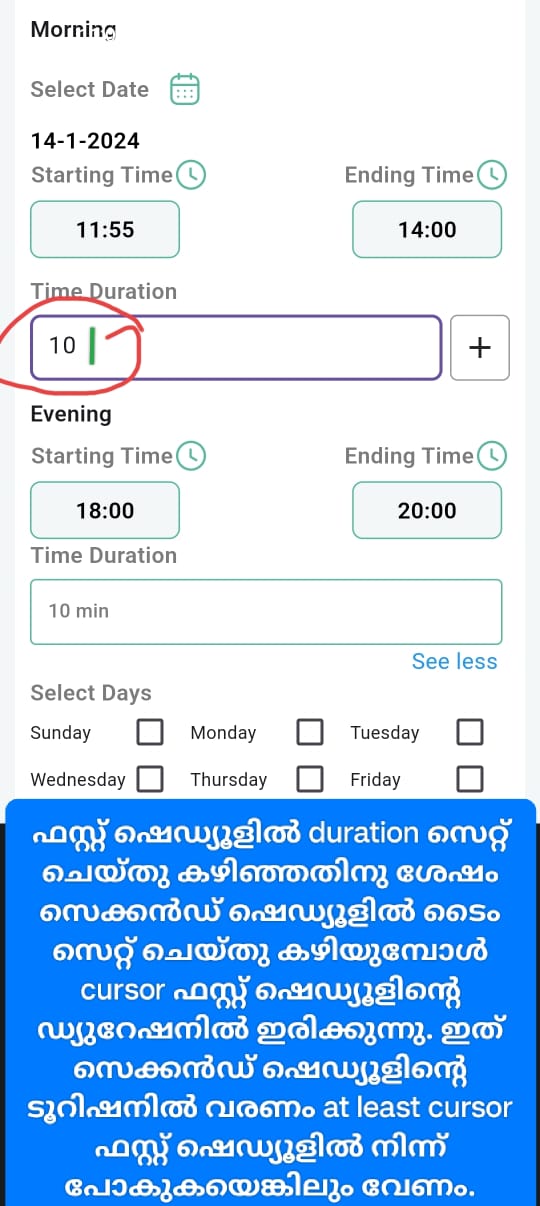 Morning
Select Date
14-1-2024
Starting Time Ending Time
11:55 14:00
Time Duration
10
+
Evening
Starting Time Ending Time
18:00 20:00
Time Duration
10 min
See less
Select Days
Sunday Monday Tuesday
Wednesday Thursday Friday
ഫസ്റ്റ് ഷെഡ്യൂളിൽ duration സെറ്റ്
ചെയ്തു കഴിഞ്ഞതിനു ശേഷം
സെക്കൻഡ് ഷെഡ്യൂളിൽ ടൈം
സെറ്റ് ചെയ്തു കഴിയുമ്പോൾ
cursor ഫസ്റ്റ് ഷെഡ്യൂളിന്റെ
ഡ്യുറേഷനിൽ ഇരിക്കുന്നു. ഇത്
സെക്കൻഡ് ഷെഡ്യൂളിന്റെ
ടൂറിഷനിൽ വരണം at least cursor
ഫസ്റ്റ് ഷെഡ്യൂളിൽ നിന്ന്
പോകുകയെങ്കിലും വേണം.